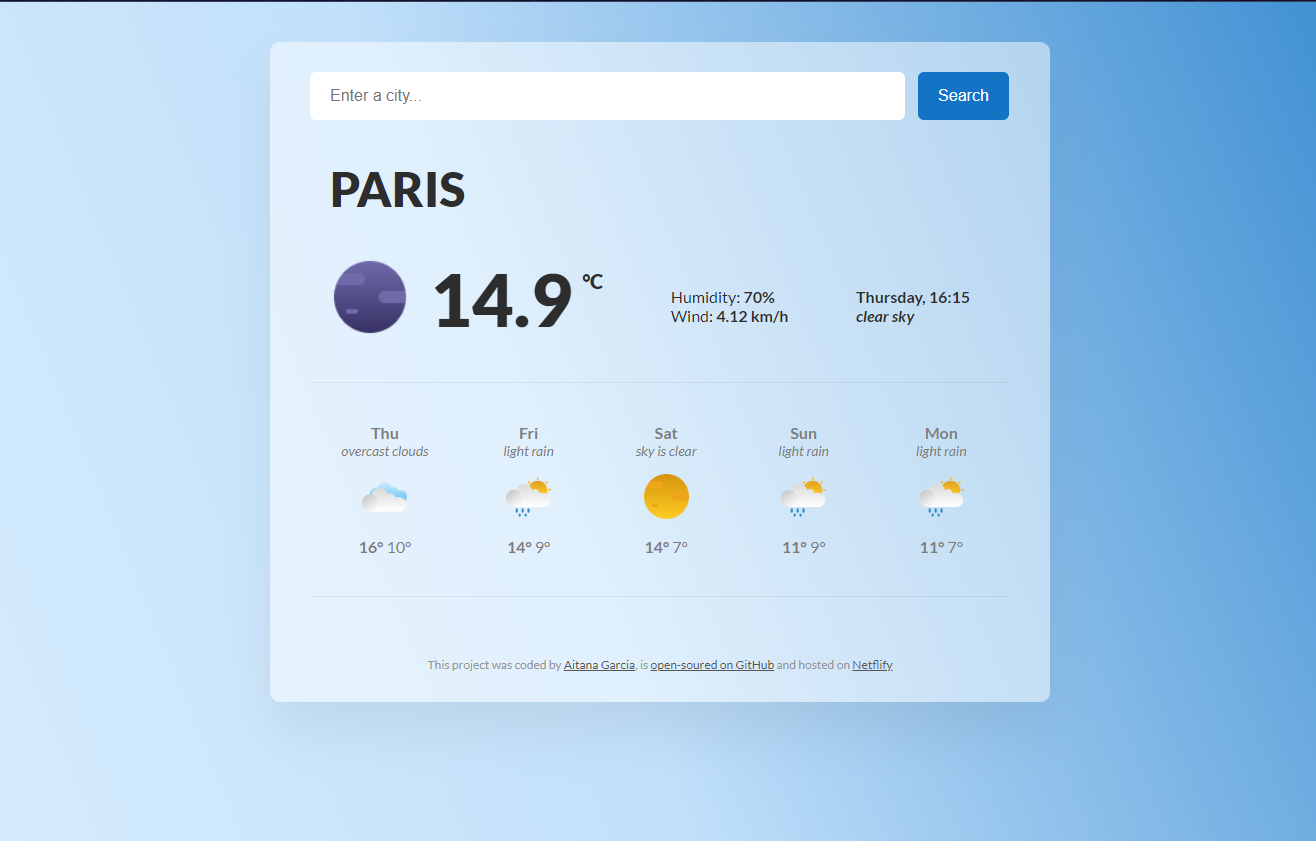 Enter a city...
Search
PARIS
14.9 °C
Humidity: 70%
Wind: 4.12 km/h
Thursday, 16:15
clear sky
Thu Fri Sat Sun Mon
overcast clouds light rain sky is clear light rain light rain
16° 10° 14° 9° 14° 7° 11° 9° 11° 7°
This project was coded by Aitana Garcia, is open-soured on GitHub and hosted on Netflify